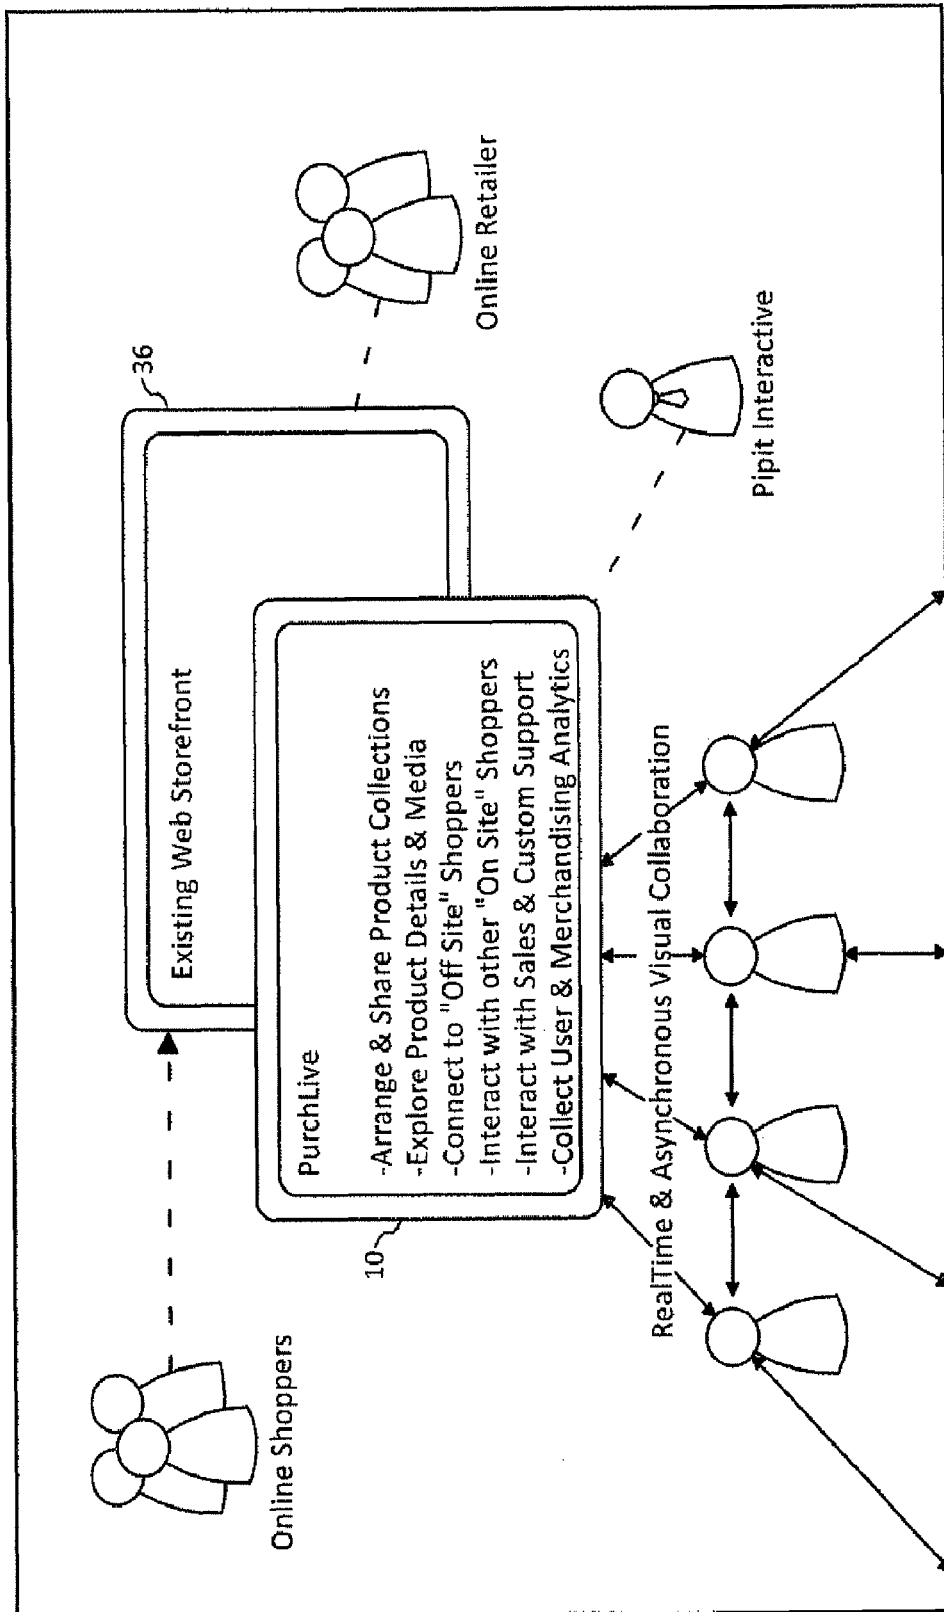 Online Shoppers
Existing Web Storefront
36
Online Retailer
10
PurchLive
-Arrange & Share Product Collections
-Explore Product Details & Media
-Connect to "Off Site" Shoppers
-Interact with other "On Site" Shoppers
-Interact with Sales & Custom Support
-Collect User & Merchandising Analytics
Pipit Interactive
RealTime & Asynchronous Visual Collaboration